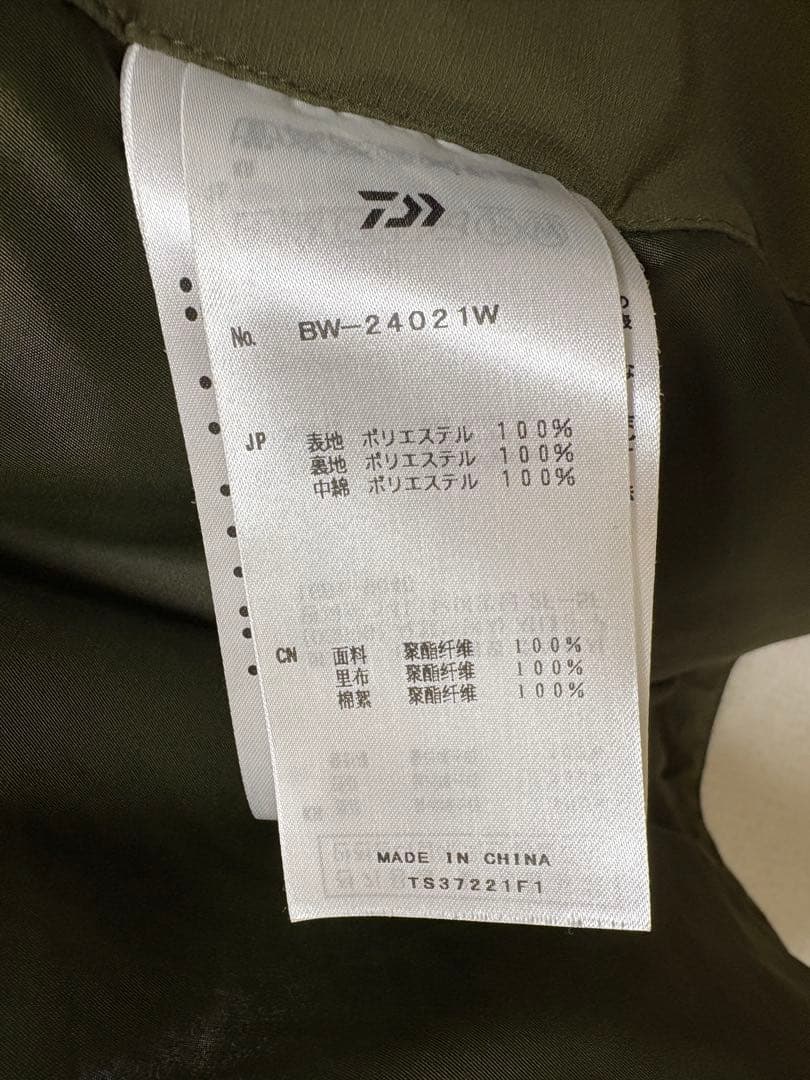 No. BW-24021W
JP 表地 ポリエステル 100%
裏地 ポリエステル 100%
中綿 ポリエステル 100%
CN 面料 聚酯纤维 100%
里布 聚酯纤维 100%
棉絮 聚酯纤维 100%
MADE IN CHINA
TS37221F1